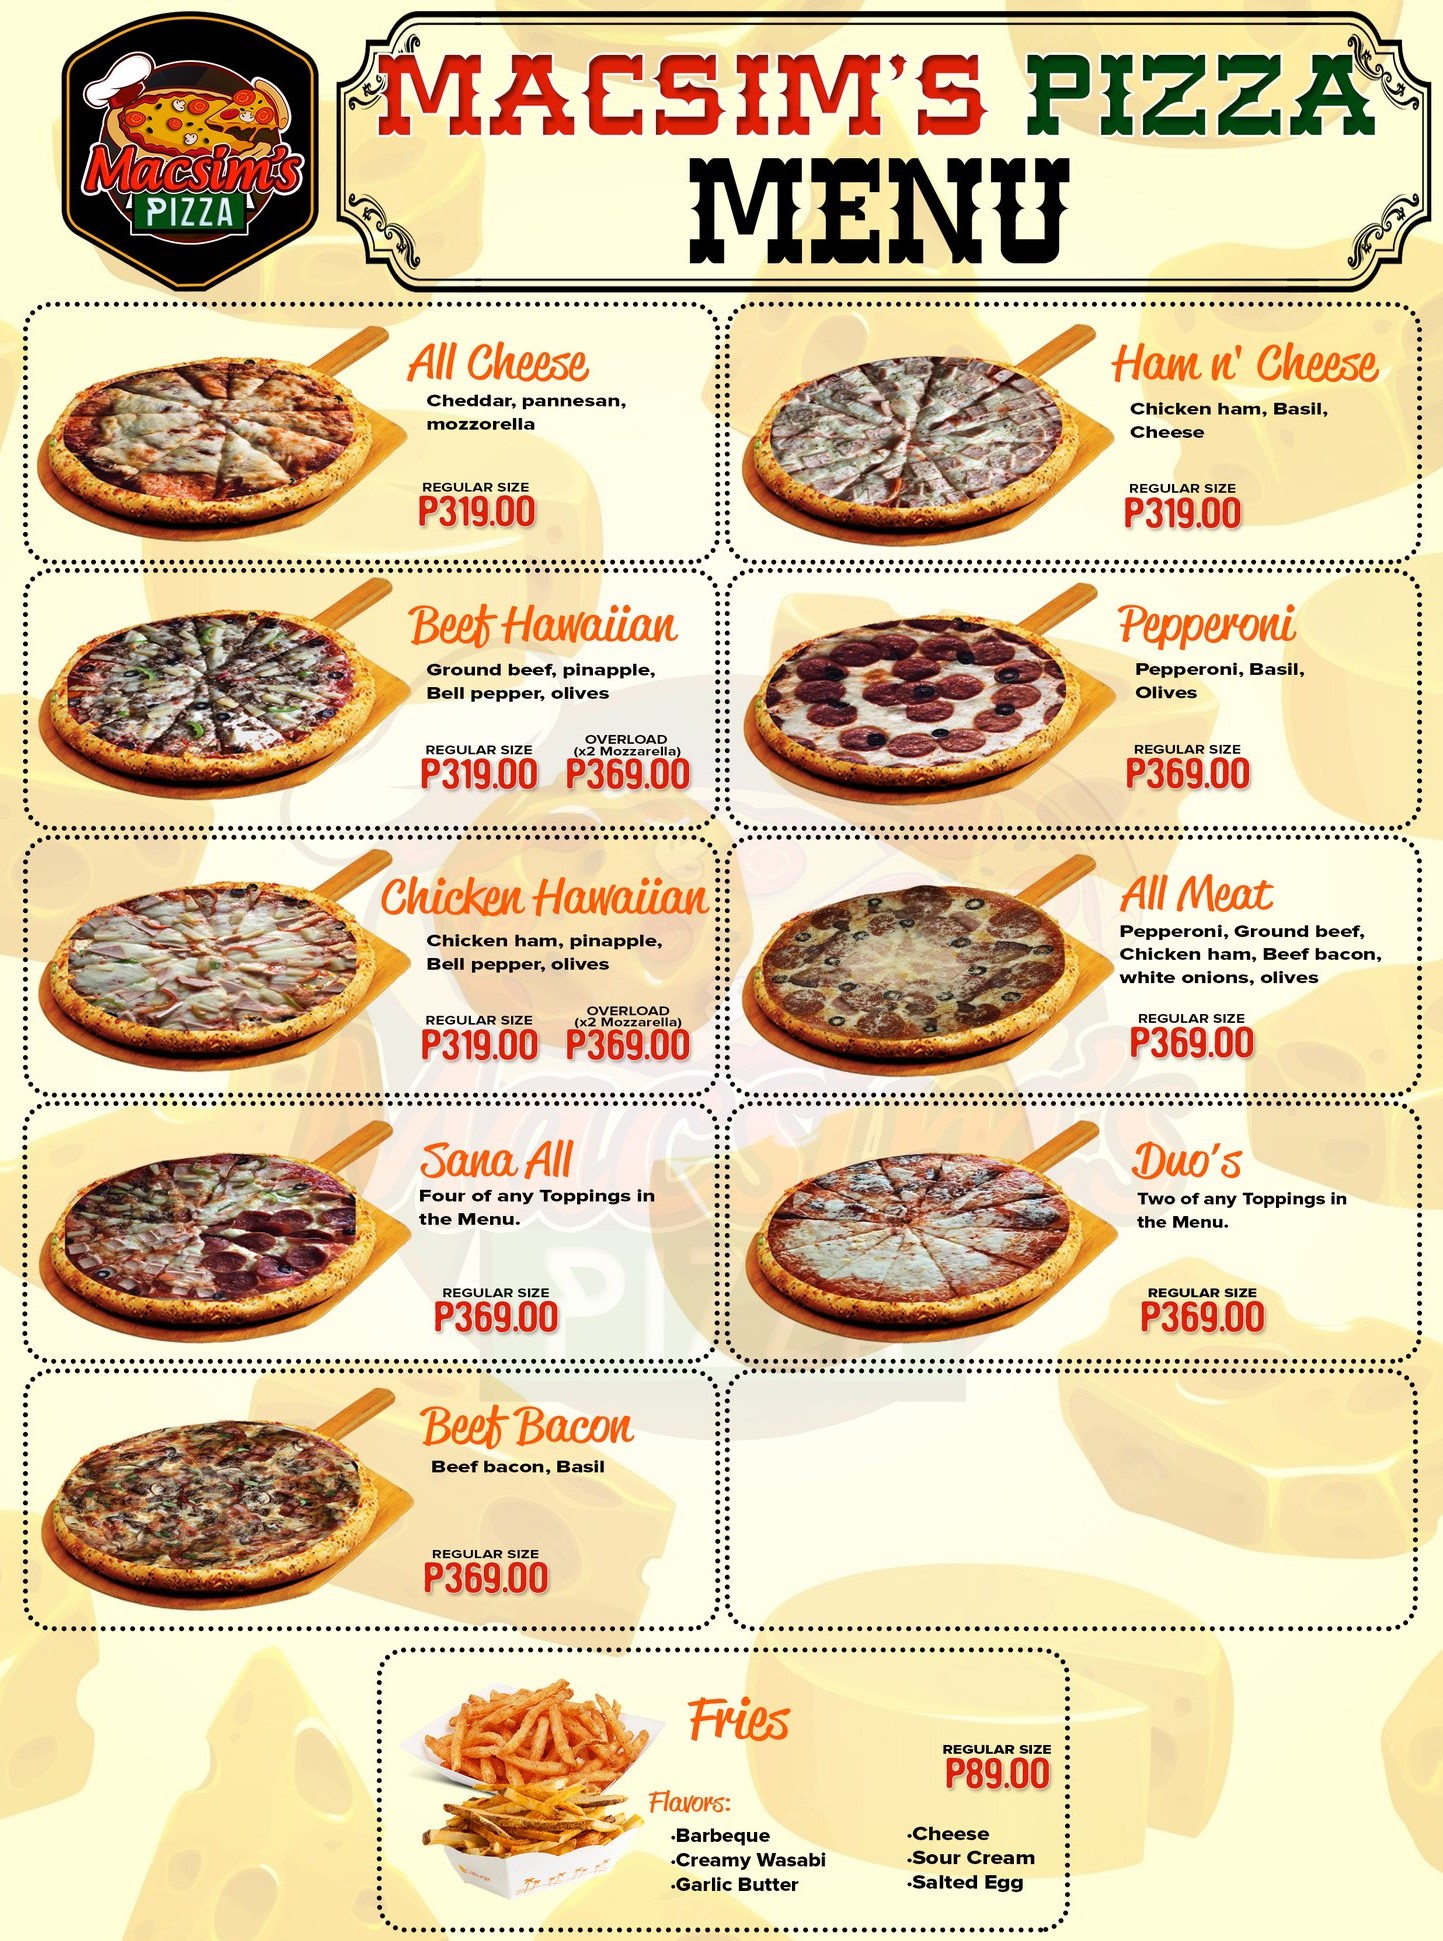 Macsim's
PIZZA
MACSIM'S PIZZA
MENU
All Cheese
Cheddar, pannesan,
mozzorella
REGULAR SIZE
P319.00
Ham n' Cheese
Chicken ham, Basil,
Cheese
REGULAR SIZE
P319.00
Beef Hawaiian
Ground beef, pinapple,
Bell pepper, olives
REGULAR SIZE
P319.00
OVERLOAD
(x2 Mozzarella)
P369.00
Pepperoni
Pepperoni, Basil,
Olives
REGULAR SIZE
P369.00
Chicken Hawaiian
Chicken ham, pinapple,
Bell pepper, olives
REGULAR SIZE
P319.00
OVERLOAD
(x2 Mozzarella)
P369.00
All Meat
Pepperoni, Ground beef,
Chicken ham, Beef bacon,
white onions, olives
REGULAR SIZE
P369.00
Sana All
Four of any Toppings in
the Menu.
REGULAR SIZE
P369.00
Duo's
Two of any Toppings in
the Menu.
REGULAR SIZE
P369.00
Macsim's
PIZZA
Beef Bacon
Beef bacon, Basil
REGULAR SIZE
P369.00
Fries
REGULAR SIZE
P89.00
Flavors:
·Barbeque
·Creamy Wasabi
·Garlic Butter
·Cheese
·Sour Cream
·Salted Egg